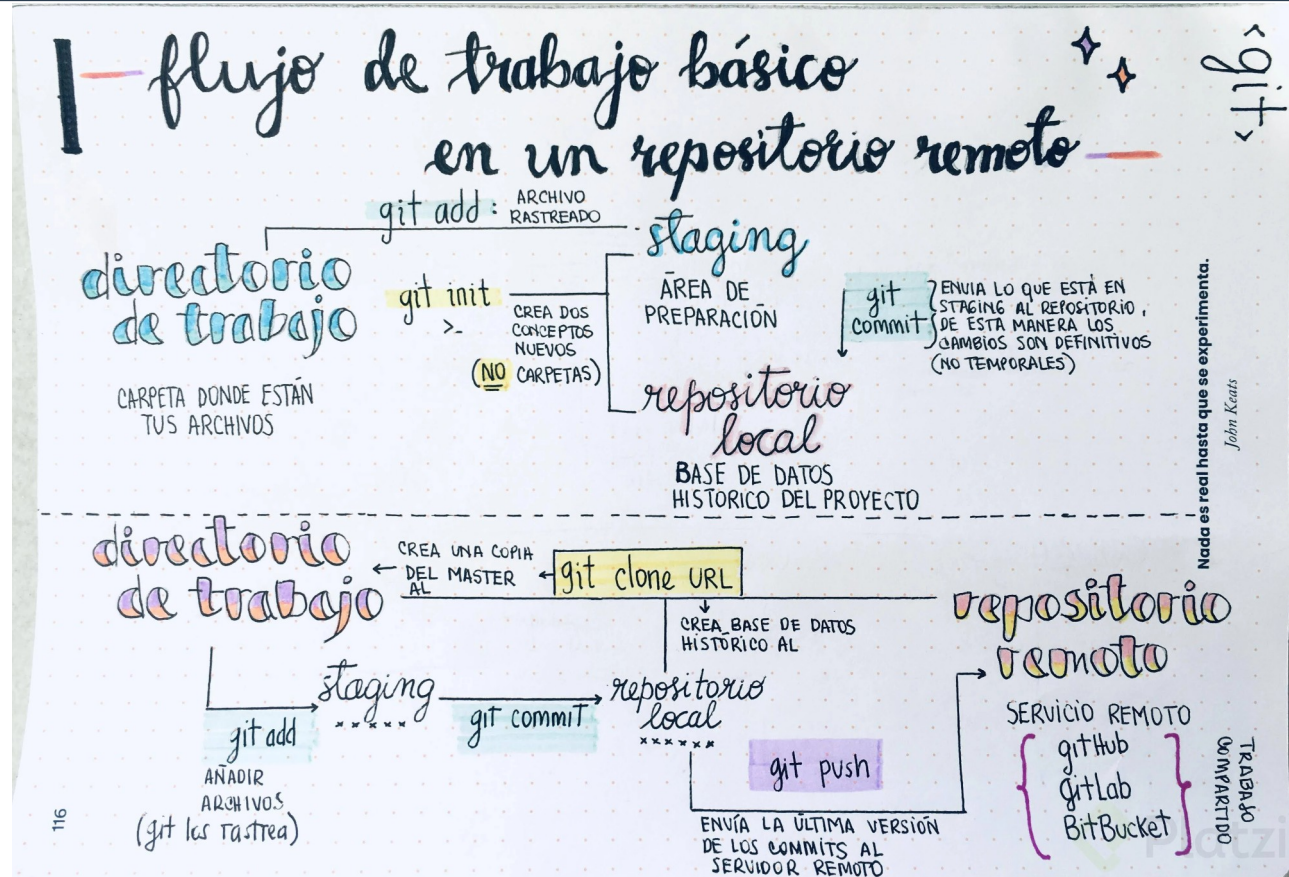 flujo de trabajo básico
en un repositorio remoto
<git>
git add: ARCHIVO
RASTREADO
directorio
de trabajo
CARPETA DONDE ESTÁN
TUS ARCHIVOS
git init
>_
CREA DOS
CONCEPTOS
NUEVOS
(NO CARPETAS)
staging
ÁREA DE
PREPARACIÓN
git
commit
ENVIA LO QUE ESTÁ EN
STAGING AL REPOSITORIO,
DE ESTA MANERA LOS
CAMBIOS SON DEFINITIVOS
(NO TEMPORALES)
repositorio
local
BASE DE DATOS
HISTORICO DEL PROYECTO
Nada es real hasta que se experimenta.
John Keats
directorio
de trabajo
CREA UNA COPIA
DEL MASTER
AL
git clone URL
CREA BASE DE DATOS
HISTÓRICO AL
repositorio
remoto
SERVICIO REMOTO
gitHub
gitLab
BitBucket
TRABAJO
COMPARTIDO
staging
git add
AÑADIR
ARCHIVOS
(git los rastrea)
git commit
repositorio
local
git push
ENVÍA LA ÚLTIMA VERSIÓN
DE LOS COMMITS AL
SERVIDOR REMOTO
116
Platzi